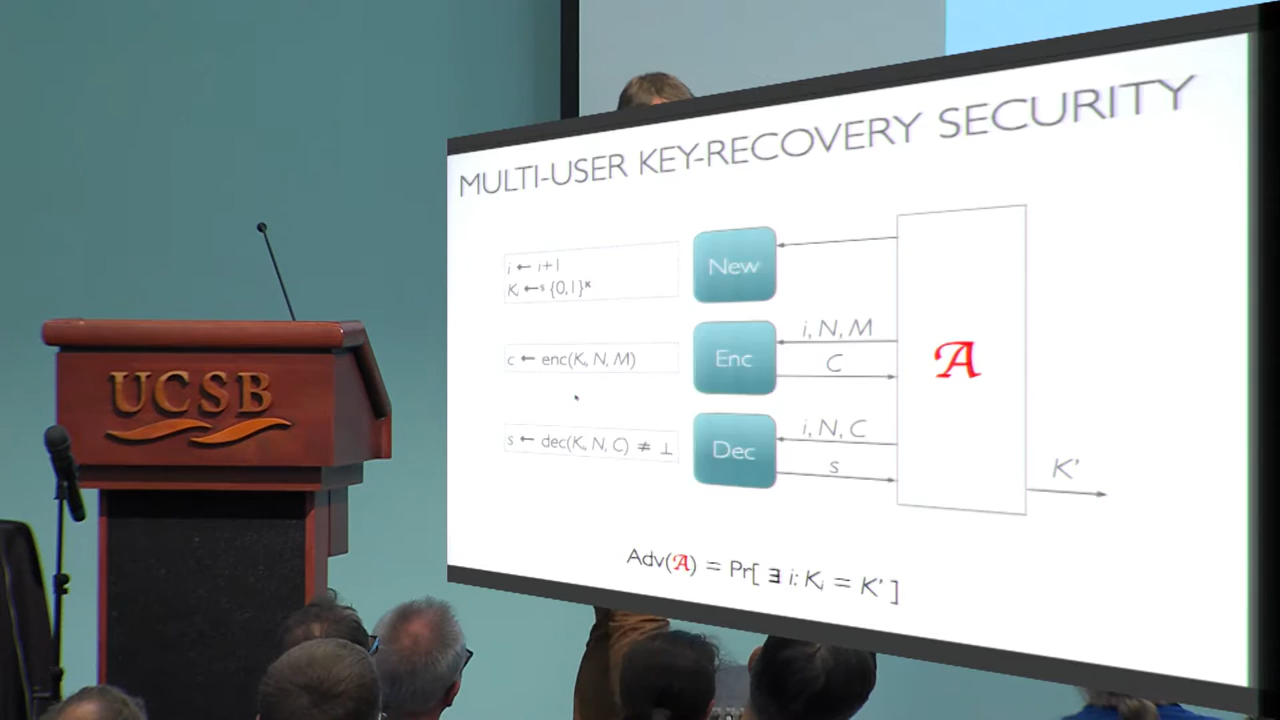 MULTI-USER KEY-RECOVERY SECURITY
i ← i+1
Kᵢ ←$ {0,1}ᵏ
New
i, N, M
c ← enc(Kᵢ, N, M)
Enc
C
𝒜
i, N, C
s ← dec(Kᵢ, N, C) ≠ ⊥
Dec
s
K'
Adv(𝒜) = Pr[ ∃ i: Kᵢ = K' ]
UCSB